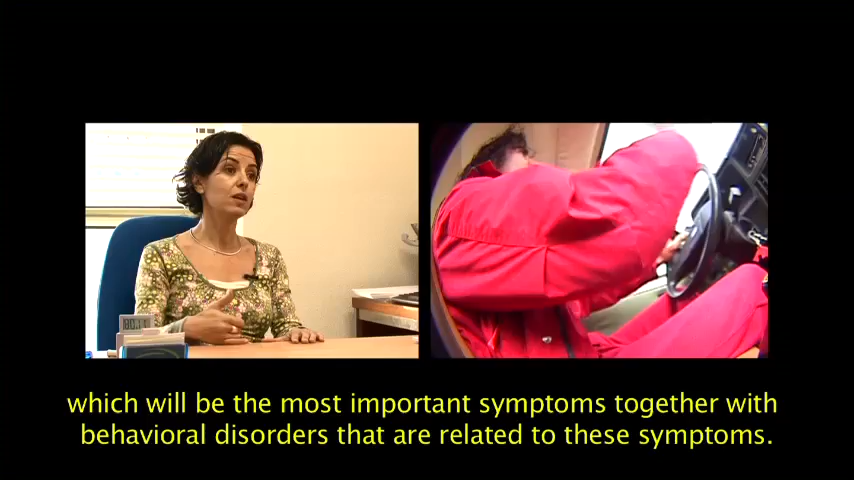 which will be the most important symptoms together with
behavioral disorders that are related to these symptoms.